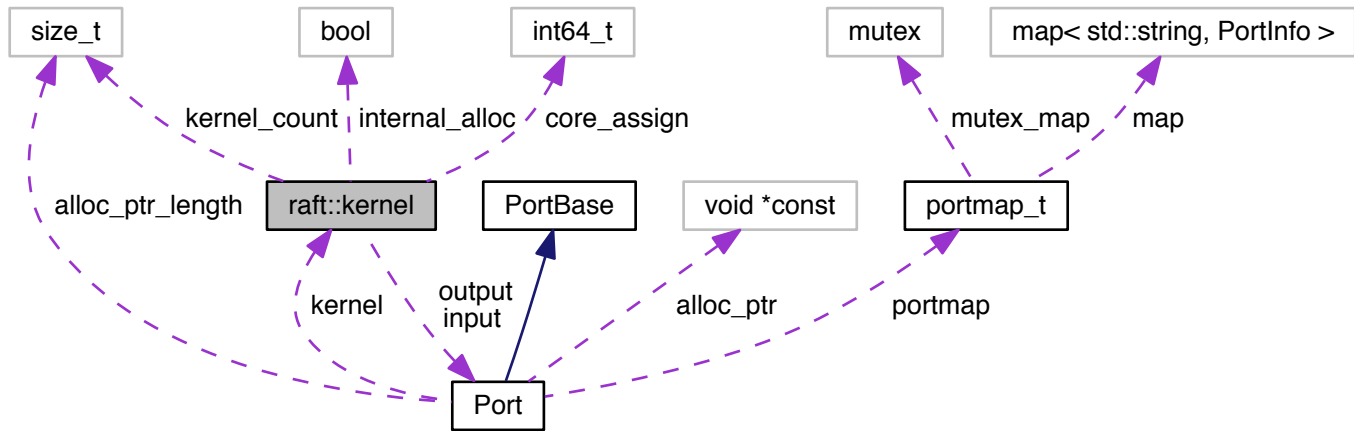 size_t
bool
int64_t
mutex
map< std::string, PortInfo >
kernel_count
internal_alloc
core_assign
mutex_map
map
alloc_ptr_length
raft::kernel
PortBase
void *const
portmap_t
kernel
output
input
alloc_ptr
portmap
Port